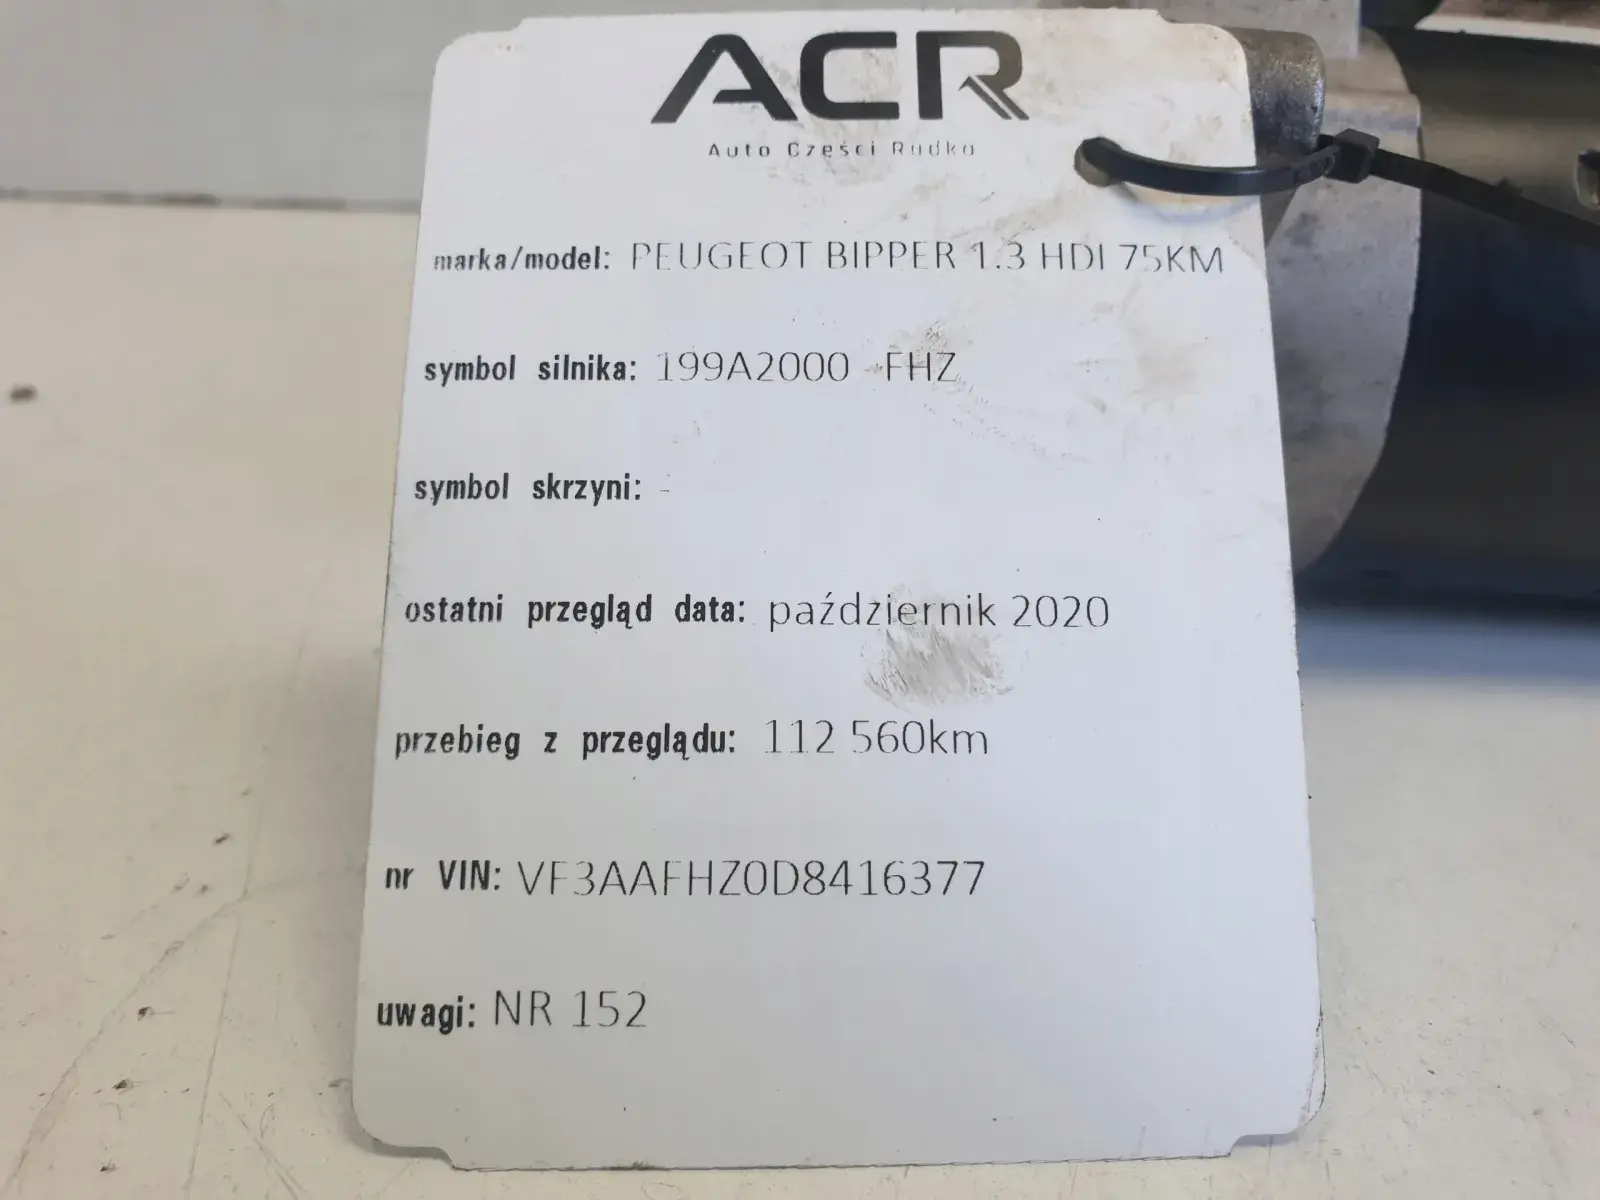 ACR
Auto Części Rudko
marka/model: PEUGEOT BIPPER 1.3 HDI 75KM
symbol silnika: 199A2000 -FHZ
symbol skrzyni: -
ostatni przegląd data: październik 2020
przebieg z przeglądu: 112 560km
nr VIN: VF3AAFHZ0D8416377
uwagi: NR 152